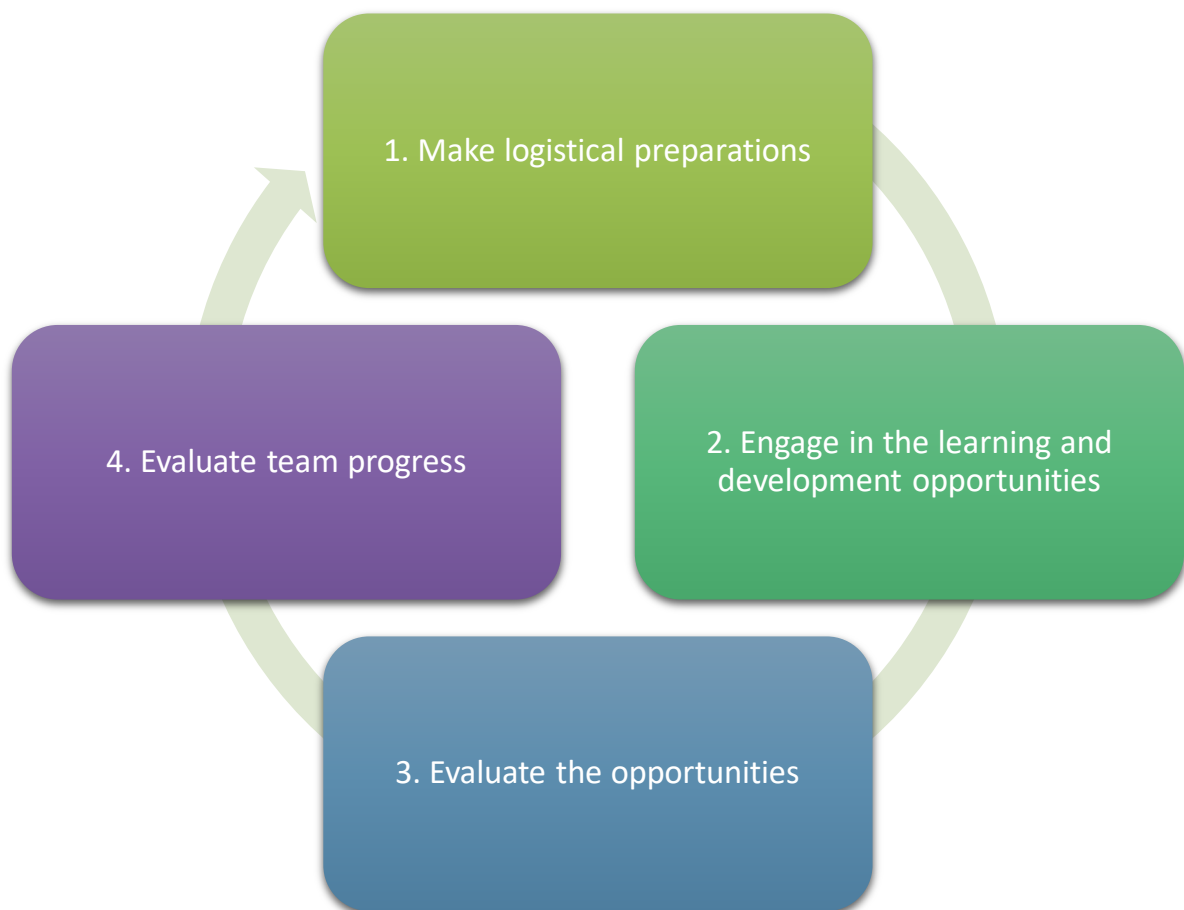 1. Make logistical preparations
2. Engage in the learning and
development opportunities
3. Evaluate the opportunities
4. Evaluate team progress